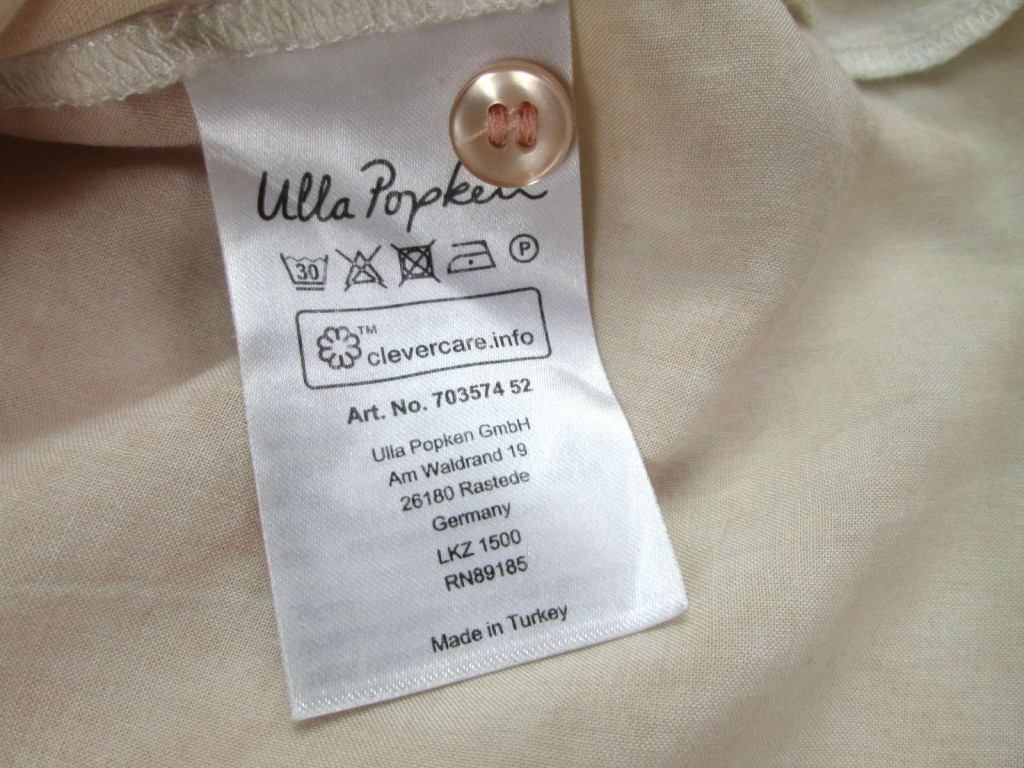 Ulla Popken
30 P
TM
clevercare.info
Art. No. 703574 52
Ulla Popken GmbH
Am Waldrand 19
26180 Rastede
Germany
LKZ 1500
RN89185
Made in Turkey